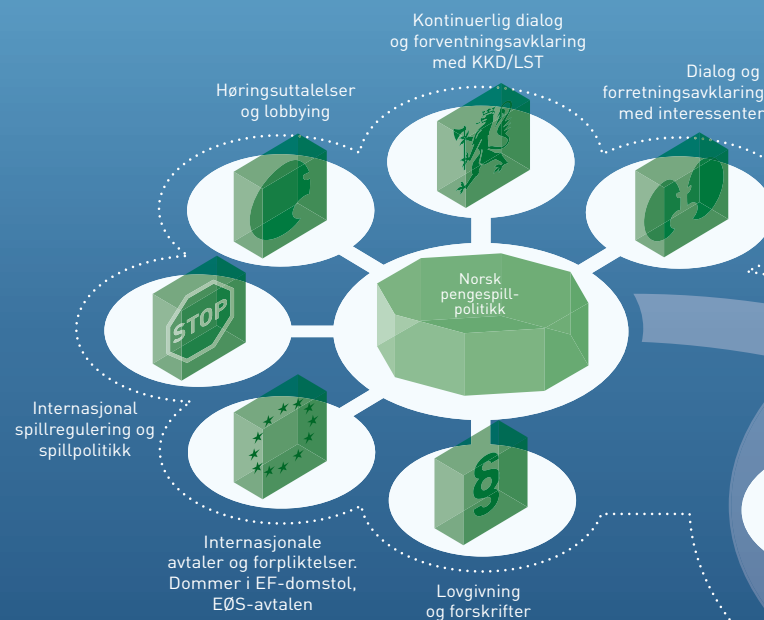 Kontinuerlig dialog
og forventningsavklaring
med KKD/LST
Dialog og
forretningsavklaring
med interessenter
Høringsuttalelser
og lobbying
Norsk
pengespill-
politikk
STOP
Internasjonal
spillregulering og
spillpolitikk
§
Internasjonale
avtaler og forpliktelser.
Dommer i EF-domstol,
EØS-avtalen
Lovgivning
og forskrifter